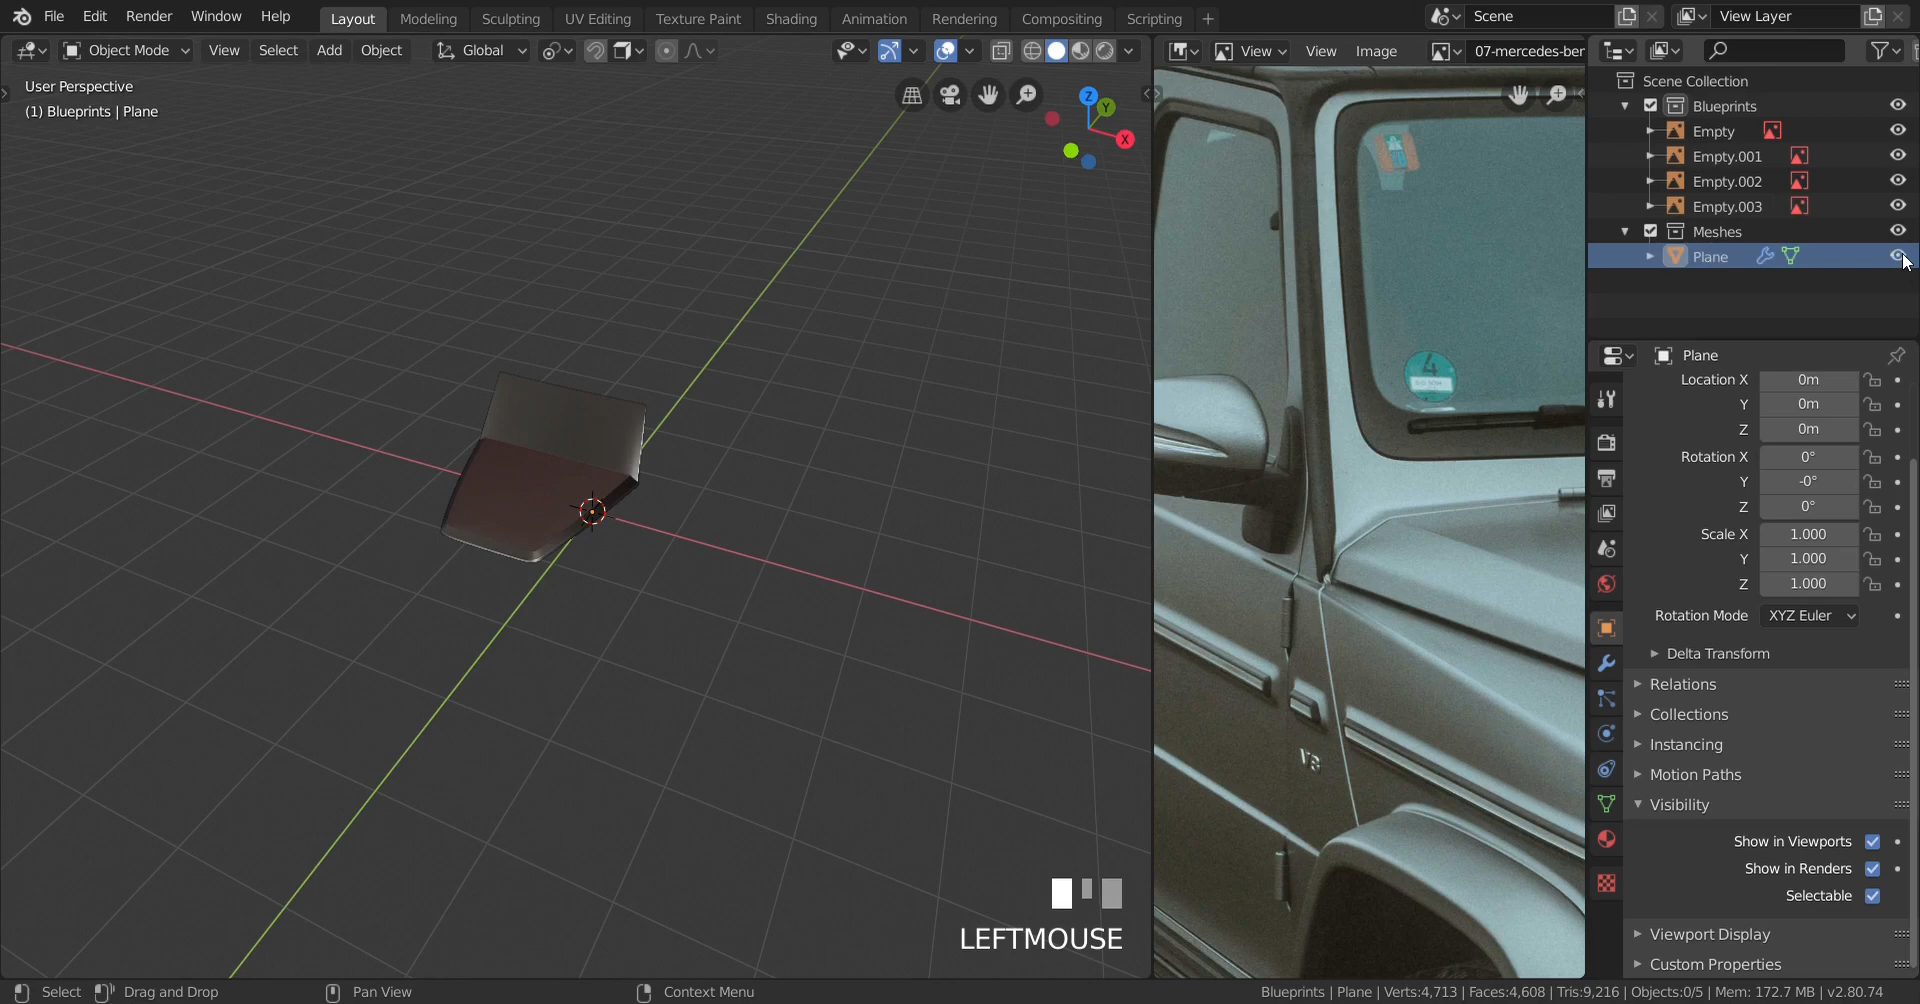 File Edit Render Window Help Layout Modeling Sculpting UV Editing Texture Paint Shading Animation Rendering Compositing Scripting + Scene View Layer
Object Mode View Select Add Object Global View View Image 07-mercedes-ber
User Perspective
(1) Blueprints | Plane
Z
Y
X
Scene Collection
Blueprints
Empty
Empty.001
Empty.002
Empty.003
Meshes
Plane
4
V8
Plane
Location X 0m
Y 0m
Z 0m
Rotation X 0°
Y -0°
Z 0°
Scale X 1.000
Y 1.000
Z 1.000
Rotation Mode XYZ Euler
Delta Transform
Relations
Collections
Instancing
Motion Paths
Visibility
Show in Viewports
Show in Renders
Selectable
Viewport Display
Custom Properties
LEFTMOUSE
Select Drag and Drop Pan View Context Menu Blueprints | Plane | Verts:4,713 | Faces:4,608 | Tris:9,216 | Objects:0/5 | Mem: 172.7 MB | v2.80.74